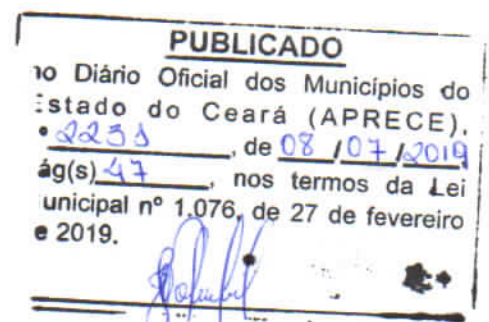 PUBLICADO
no Diário Oficial dos Municípios do
Estado do Ceará (APRECE),
º 2231, de 08 / 07 / 2019
ág(s) 47, nos termos da Lei
unicipal nº 1.076, de 27 de fevereiro
e 2019.